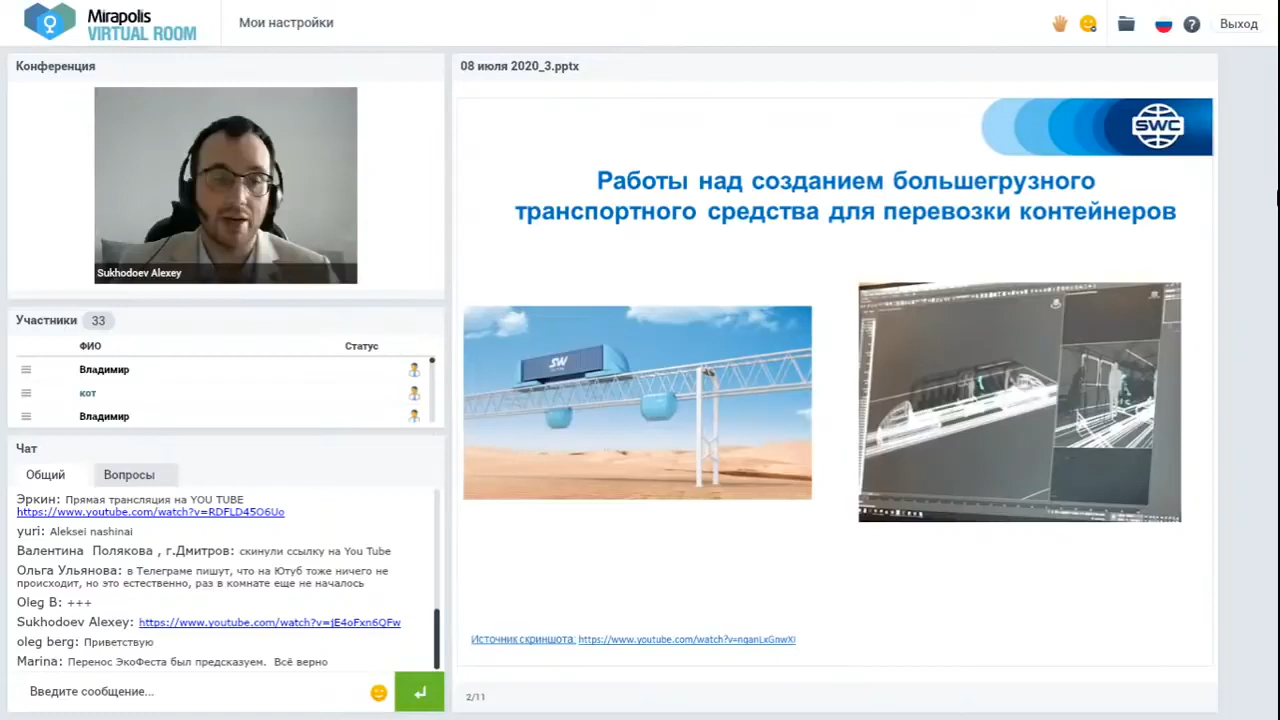 Mirapolis
VIRTUAL ROOM
Мои настройки
Выход
Конференция
Sukhodoev Alexey
Участники 33
ФИО Статус
Владимир
кот
Владимир
Чат
Общий Вопросы
Эркин: Прямая трансляция на YOU TUBE
https://www.youtube.com/watch?v=RDFLD45O6Uo
yuri: Aleksei nashinai
Валентина Полякова , г.Дмитров: скинули ссылку на You Tube
Ольга Ульянова: в Телеграме пишут, что на Ютуб тоже ничего не
происходит, но это естественно, раз в комнате еще не началось
Oleg B: +++
Sukhodoev Alexey: https://www.youtube.com/watch?v=jE4oFxn6QFw
oleg berg: Приветствую
Marina: Перенос ЭкоФеста был предсказуем. Всё верно
Введите сообщение...
08 июля 2020_3.pptx
SWC
Работы над созданием большегрузного
транспортного средства для перевозки контейнеров
SW
Источник скриншота: https://www.youtube.com/watch?v=nqanLxGnwXI
2/11